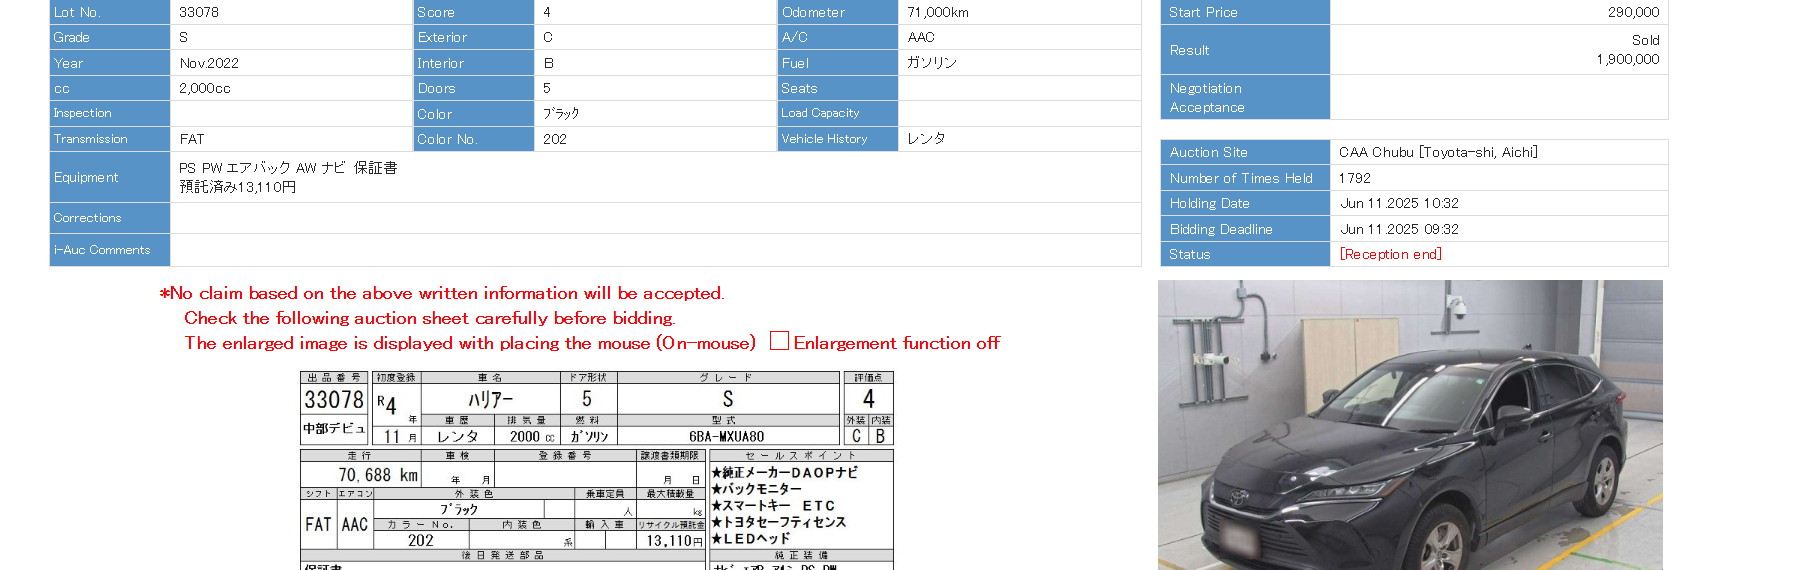 Lot No. 33078 Score 4 Odometer 71,000km
Grade S Exterior C A/C AAC
Year Nov.2022 Interior B Fuel ガソリン
cc 2,000cc Doors 5 Seats
Inspection Color ブラック Load Capacity
Transmission FAT Color No. 202 Vehicle History レンタ
Equipment PS PW エアバック AW ナビ 保証書
預託済み13,110円
Corrections
i-Auc Comments
Start Price 290,000
Result Sold
1,900,000
Negotiation
Acceptance
Auction Site CAA Chubu [Toyota-shi, Aichi]
Number of Times Held 1792
Holding Date Jun 11.2025 10:32
Bidding Deadline Jun 11.2025 09:32
Status [Reception end]
*No claim based on the above written information will be accepted.
Check the following auction sheet carefully before bidding.
The enlarged image is displayed with placing the mouse (On-mouse) Enlargement function off
出品番号 初度登録 車名 ドア形状 グレード 評価点
33078 R4年 ハリアー 5 S 4
車歴 排気量 燃料 型式 外装 内装
中部デビュ 11月 レンタ 2000cc ガソリン 6BA-MXUA80 C B
走行 車検 登録番号 譲渡書類期限 セールスポイント
70,688 km 年 月 月 日
★純正メーカーDAOPナビ
★バックモニター
★スマートキー ETC
★トヨタセーフティセンス
★LEDヘッド
シフト エアコン 外装色 乗車定員 最大積載量
FAT AAC ブラック 人 kg
カラーNo. 内装色 輸入車 リサイクル預託金
202 系 13,110円
後日発送部品 純正装備